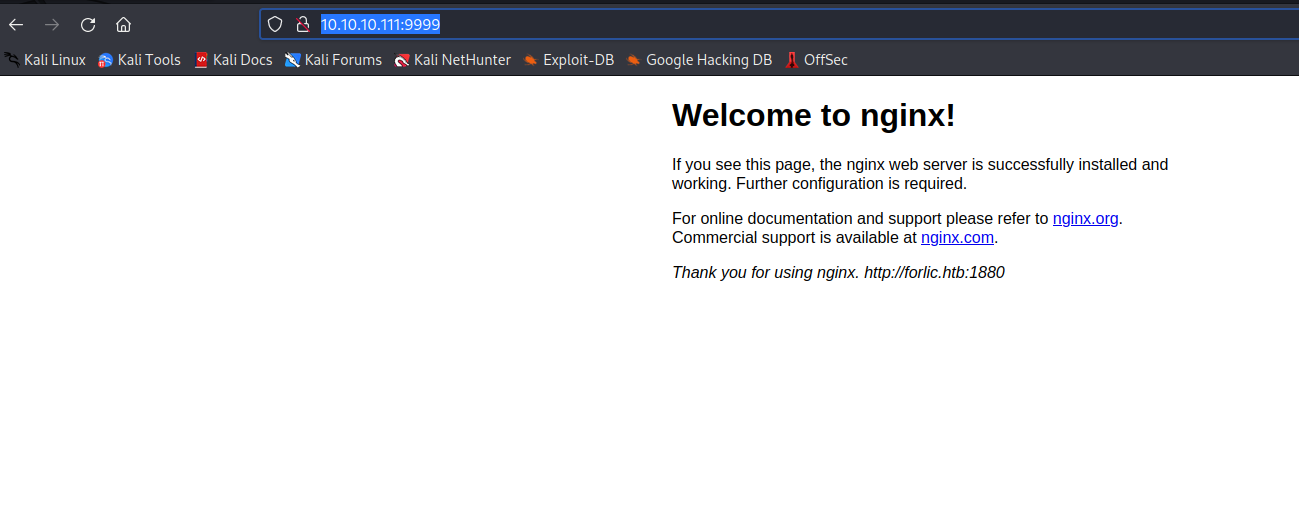 10.10.10.111:9999
Kali Linux Kali Tools Kali Docs Kali Forums Kali NetHunter Exploit-DB Google Hacking DB OffSec
Welcome to nginx!
If you see this page, the nginx web server is successfully installed and
working. Further configuration is required.
For online documentation and support please refer to nginx.org.
Commercial support is available at nginx.com.
Thank you for using nginx. http://forlic.htb:1880